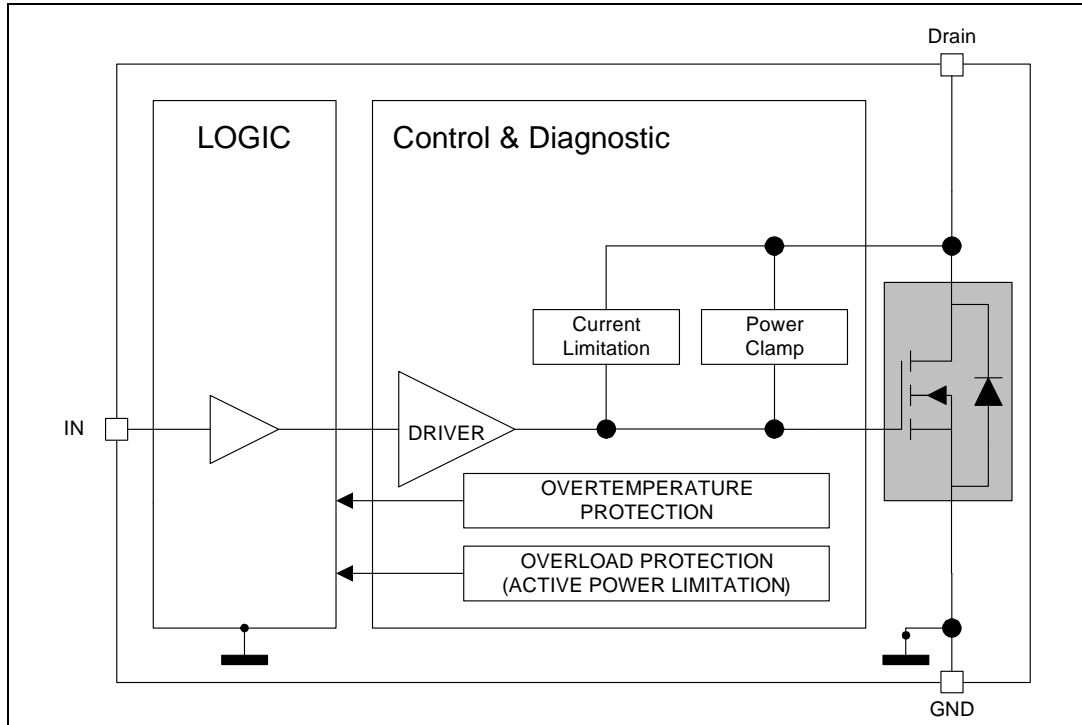 Drain
LOGIC
Control & Diagnostic
Current
Limitation
Power
Clamp
IN
DRIVER
OVERTEMPERATURE
PROTECTION
OVERLOAD PROTECTION
(ACTIVE POWER LIMITATION)
GND